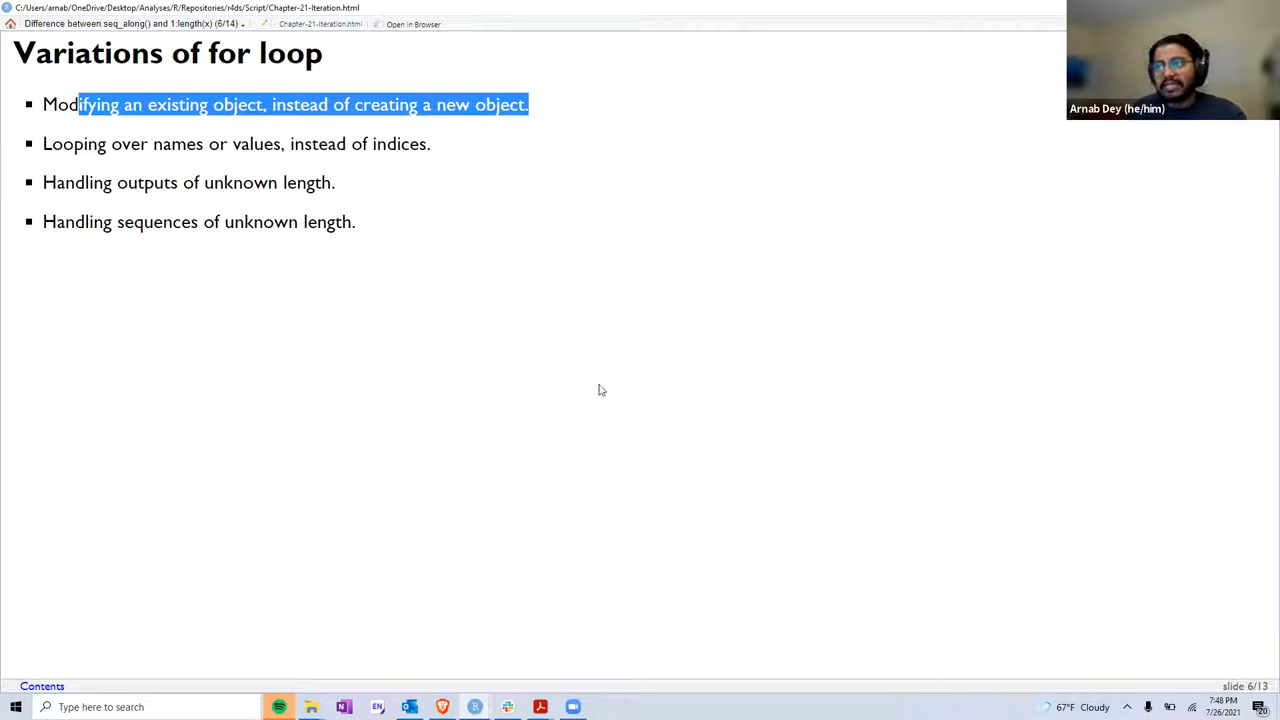 C:/Users/arnab/OneDrive/Desktop/Analyses/R/Repositories/r4ds/Script/Chapter-21-Iteration.html
Difference between seq_along() and 1:length(x) (6/14)
Chapter-21-Iteration.html
Open in Browser
Variations of for loop
Modifying an existing object, instead of creating a new object.
Looping over names or values, instead of indices.
Handling outputs of unknown length.
Handling sequences of unknown length.
Arnab Dey (he/him)
Contents
slide 6/13
Type here to search
EN
67°F Cloudy
7:48 PM
7/26/2021
20